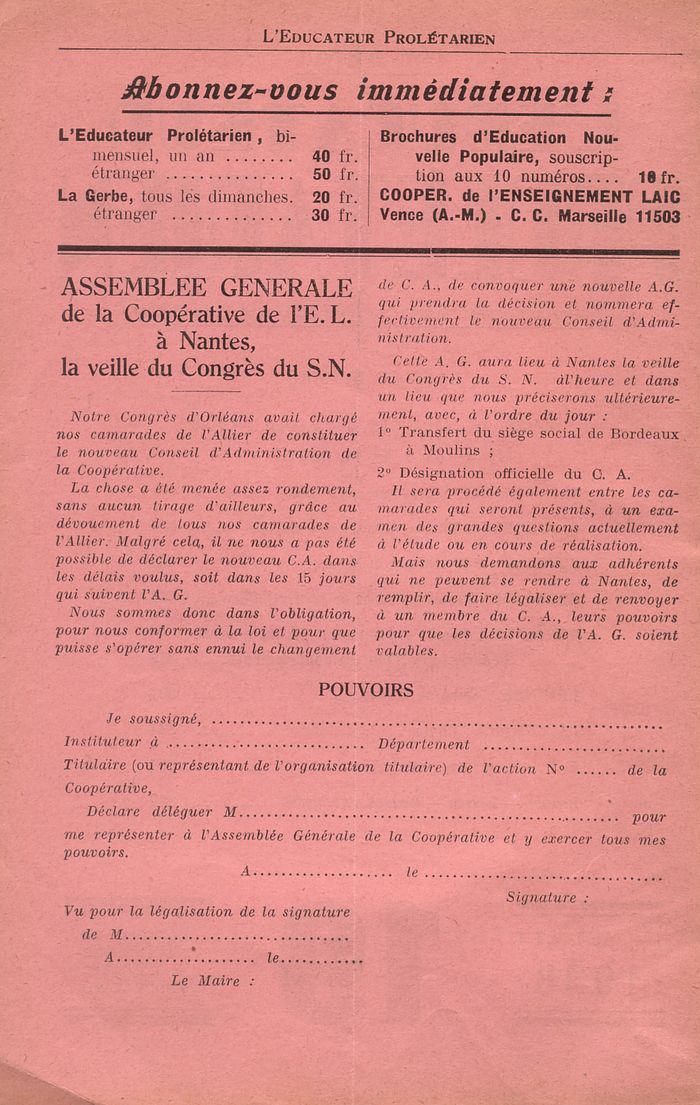 L'Educateur Prolétarien
Abonnez-vous immédiatement :
L'Educateur Prolétarien, bi-
mensuel, un an ........ 40 fr.
étranger ............... 50 fr.
La Gerbe, tous les dimanches. 20 fr.
étranger .............. 30 fr.
Brochures d'Education Nou-
velle Populaire, souscrip-
tion aux 10 numéros.... 10 fr.
COOPER. de l'ENSEIGNEMENT LAIC
Vence (A.-M.) - C. C. Marseille 11503
ASSEMBLEE GENERALE
de la Coopérative de l'E. L.
à Nantes,
la veille du Congrès du S.N.
Notre Congrès d'Orléans avait chargé
nos camarades de l'Allier de constituer
le nouveau Conseil d'Administration de
la Coopérative.
La chose a été menée assez rondement,
sans aucun tirage d'ailleurs, grâce au
dévouement de tous nos camarades de
l'Allier. Malgré cela, il ne nous a pas été
possible de déclarer le nouveau C.A. dans
les délais voulus, soit dans les 15 jours
qui suivent l'A. G.
Nous sommes donc dans l'obligation,
pour nous conformer à la loi et pour que
puisse s'opérer sans ennui le changement
de C. A., de convoquer une nouvelle A.G.
qui prendra la décision et nommera ef-
fectivement le nouveau Conseil d'Admi-
nistration.
Cette A. G. aura lieu à Nantes la veille
du Congrès du S. N. àl'heure et dans
un lieu que nous préciserons ultérieure-
ment, avec, à l'ordre du jour :
1° Transfert du siège social de Bordeaux
à Moulins ;
2° Désignation officielle du C. A.
Il sera procédé également entre les ca-
marades qui seront présents, à un exa-
men des grandes questions actuellement
à l'étude ou en cours de réalisation.
Mais nous demandons aux adhérents
qui ne peuvent se rendre à Nantes, de
remplir, de faire légaliser et de renvoyer
à un membre du C. A., leurs pouvoirs
pour que les décisions de l'A. G. soient
valables.
POUVOIRS
Je soussigné, ............................................................
Instituteur à ........................... Département .........................
Titulaire (ou représentant de l'organisation titulaire) de l'action N° ...... de la
Coopérative,
Déclare déléguer M.................................................... pour
me représenter à l'Assemblée Générale de la Coopérative et y exercer tous mes
pouvoirs.
A.................... le ........................................
Signature :
Vu pour la légalisation de la signature
de M..............................
A.................... le............
Le Maire :